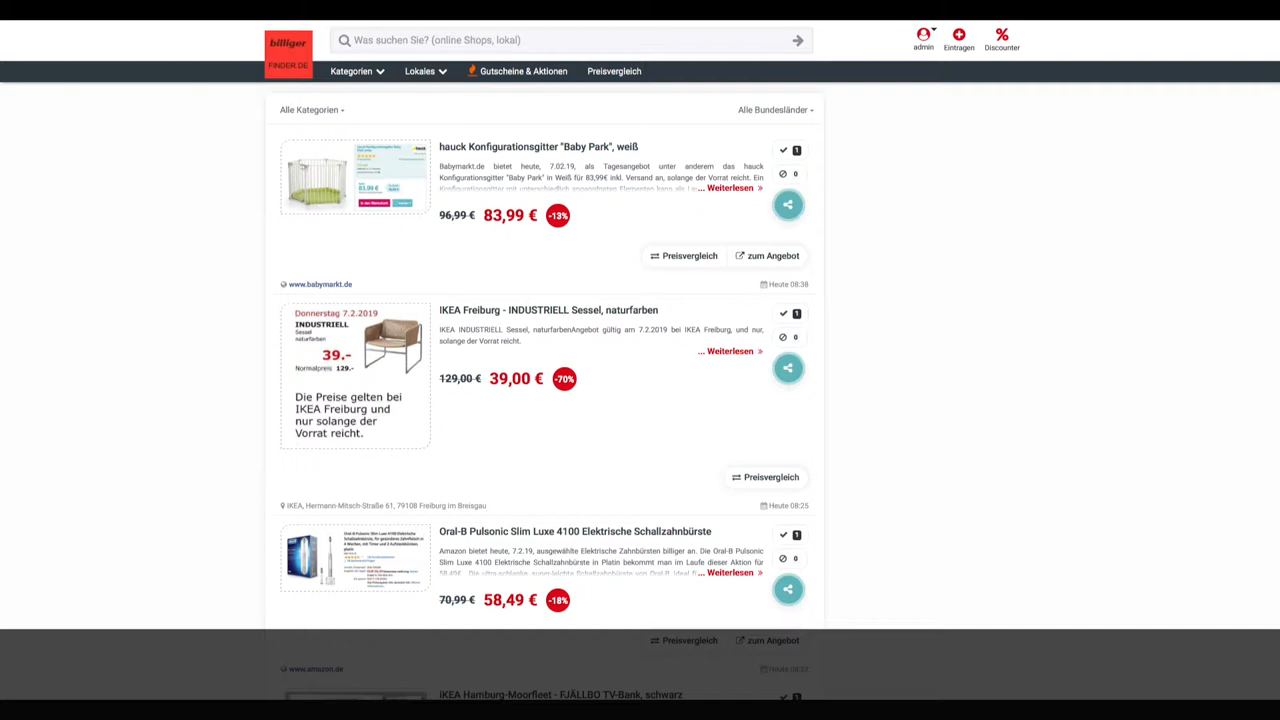 billiger
FINDER.DE
Was suchen Sie? (online Shops, lokal)
admin
Eintragen
Discounter
Kategorien
Lokales
Gutscheine & Aktionen
Preisvergleich
Alle Kategorien
Alle Bundesländer
hauck Konfigurationsgitter "Baby Park", weiß
Babymarkt.de bietet heute, 7.02.19, als Tagesangebot unter anderem das hauck
Konfigurationsgitter "Baby Park" in Weiß für 83,99€ inkl. Versand an, solange der Vorrat reicht. Ein
... Weiterlesen »
96,99 € 83,99 € -13%
1
0
Preisvergleich
zum Angebot
www.babymarkt.de
Heute 08:38
Donnerstag 7.2.2019
INDUSTRIELL
Sessel
naturfarben
39.-
Normalpreis 129.-
Die Preise gelten bei
IKEA Freiburg und
nur solange der
Vorrat reicht.
IKEA Freiburg - INDUSTRIELL Sessel, naturfarben
IKEA INDUSTRIELL Sessel, naturfarbenAngebot gültig am 7.2.2019 bei IKEA Freiburg, und nur,
solange der Vorrat reicht.
... Weiterlesen »
129,00 € 39,00 € -70%
1
0
Preisvergleich
IKEA, Hermann-Mitsch-Straße 61, 79108 Freiburg im Breisgau
Heute 08:25
Oral-B Pulsonic Slim Luxe 4100 Elektrische Schallzahnbürste
Amazon bietet heute, 7.2.19, ausgewählte Elektrische Zahnbürsten billiger an. Die Oral-B Pulsonic
Slim Luxe 4100 Elektrische Schallzahnbürste in Platin bekommt man im Laufe dieser Aktion für
... Weiterlesen »
70,99 € 58,49 € -18%
1
0
Preisvergleich
zum Angebot
www.amazon.de
Heute 08:22
IKEA Hamburg-Moorfleet - FJÄLLBO TV-Bank, schwarz
1